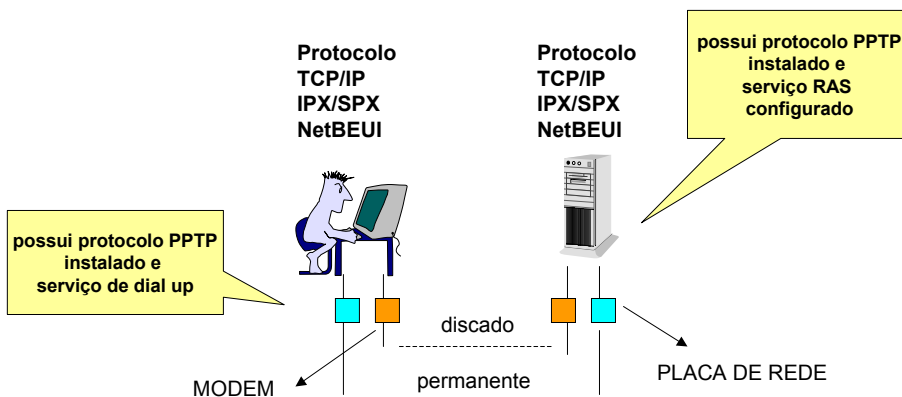 Protocolo
TCP/IP
IPX/SPX
NetBEUI
Protocolo
TCP/IP
IPX/SPX
NetBEUI
possui protocolo PPTP
instalado e
serviço RAS
configurado
possui protocolo PPTP
instalado e
serviço de dial up
discado
permanente
MODEM
PLACA DE REDE